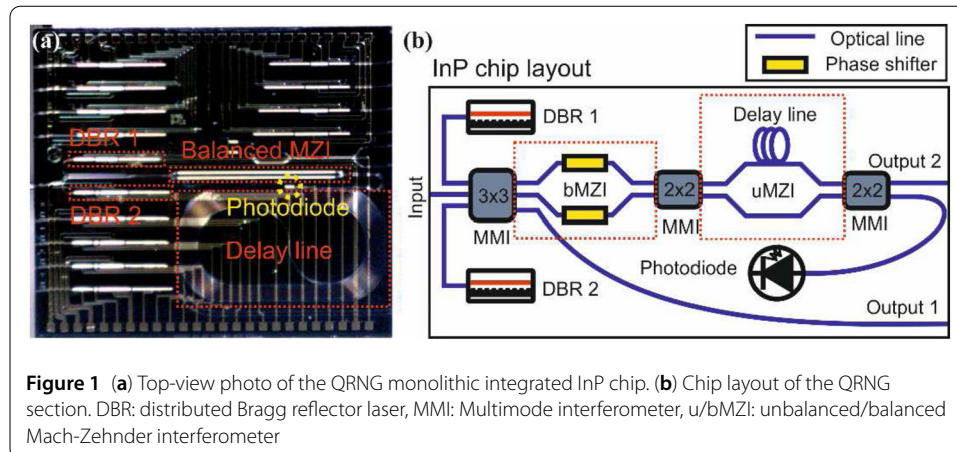 (a)
DBR 1
Balanced MZI
Photodiode
DBR 2
Delay line
(b)
Optical line
Phase shifter
InP chip layout
DBR 1
Delay line
Output 2
Input
3x3
bMZI
2x2
uMZI
2x2
MMI
MMI
MMI
Photodiode
DBR 2
Output 1
Figure 1 (a) Top-view photo of the QRNG monolithic integrated InP chip. (b) Chip layout of the QRNG
section. DBR: distributed Bragg reflector laser, MMI: Multimode interferometer, u/bMZI: unbalanced/balanced
Mach-Zehnder interferometer